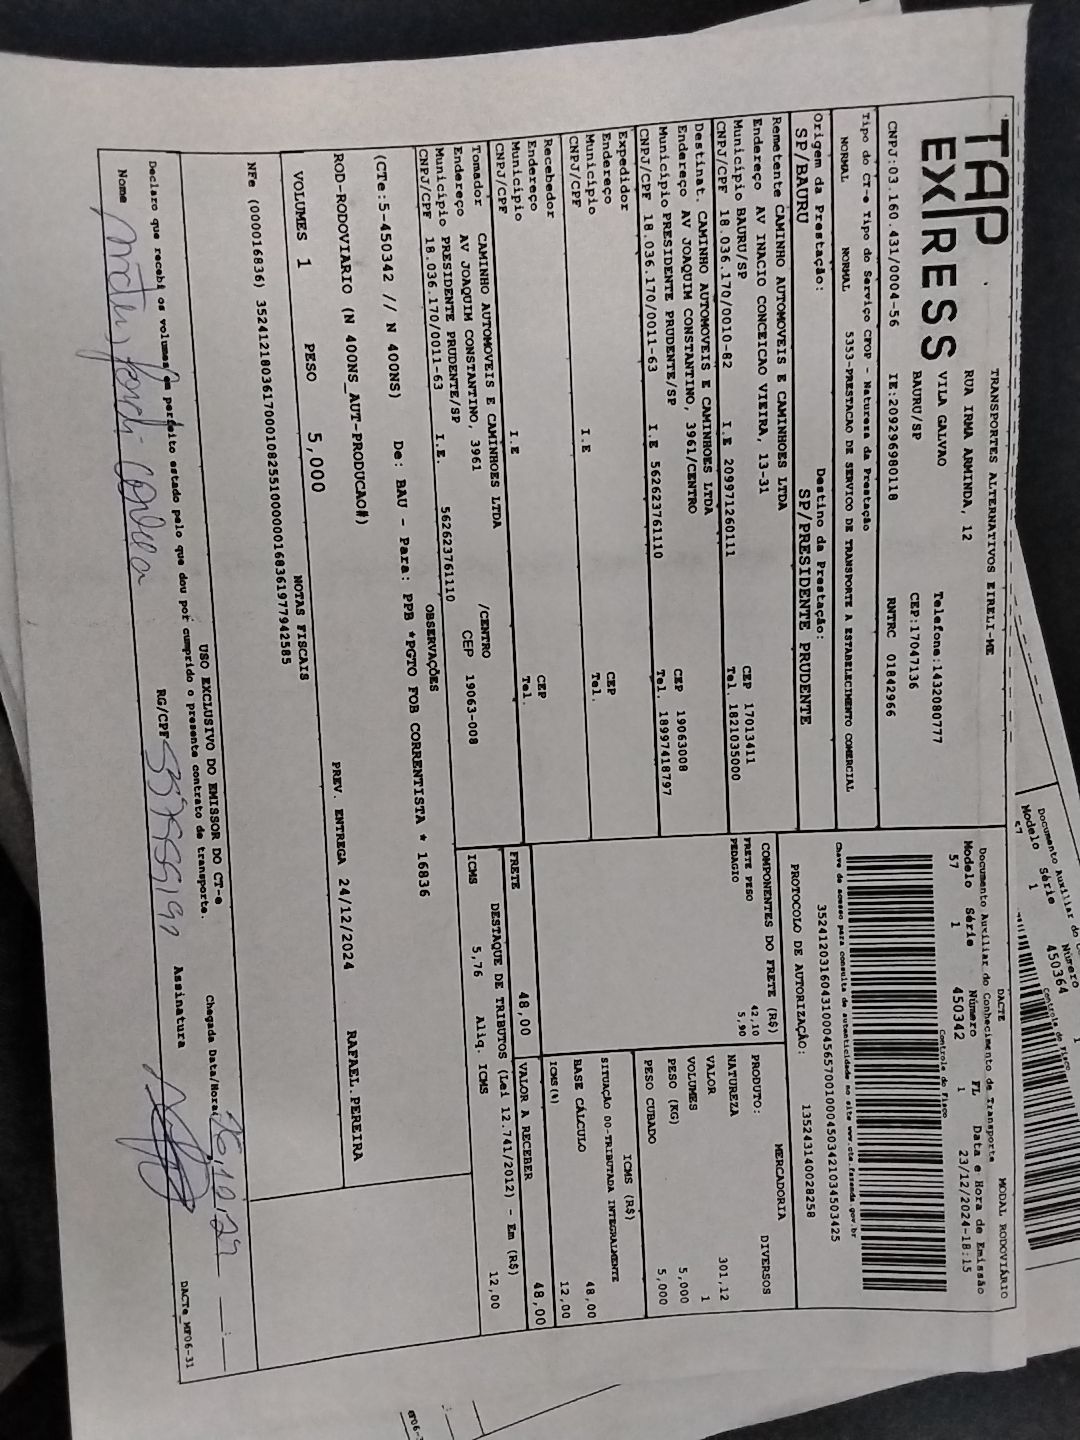 TAP
EXPRESS
TRANSPORTES ALTERNATIVOS EIRELI-ME
RUA IRMA ARMINDA, 12
VILA GALVAO Telefone:1432080777
BAURU/SP CEP:17047136
CNPJ:03.160.431/0004-56 IE:209296980118 RNTRC 01842966
Tipo do CT-e Tipo do Serviço CFOP - Natureza da Prestação
NORMAL NORMAL 5353-PRESTACAO DE SERVICO DE TRANSPORTE A ESTABELECIMENTO COMERCIAL
Origem da Prestação: Destino da Prestação:
SP/BAURU SP/PRESIDENTE PRUDENTE
Remetente CAMINHO AUTOMOVEIS E CAMINHOES LTDA
Endereço AV INACIO CONCEICAO VIEIRA, 13-31
Município BAURU/SP CEP 17013411
CNPJ/CPF 18.036.170/0010-82 I.E 209971260111 Tel. 1821035000
Destinat. CAMINHO AUTOMOVEIS E CAMINHOES LTDA
Endereço AV JOAQUIM CONSTANTINO, 3961/CENTRO
Município PRESIDENTE PRUDENTE/SP CEP 19063008
CNPJ/CPF 18.036.170/0011-63 I.E 562623761110 Tel. 18997418797
Expedidor
Endereço
Município CEP
CNPJ/CPF I.E Tel.
Recebedor
Endereço
Município CEP
CNPJ/CPF I.E Tel.
Tomador CAMINHO AUTOMOVEIS E CAMINHOES LTDA
Endereço AV JOAQUIM CONSTANTINO, 3961 /CENTRO
Município PRESIDENTE PRUDENTE/SP CEP 19063-008
CNPJ/CPF 18.036.170/0011-63 I.E. 562623761110
DACTE MODAL RODOVIÁRIO
Documento Auxiliar do Conhecimento de Transporte
Modelo Série Número FL Data e Hora de Emissão
57 1 450342 1 23/12/2024-18:15
Controle do Fisco
Chave de acesso para consulta de autenticidade no site www.cte.fazenda.gov.br
PROTOCOLO DE AUTORIZAÇÃO: 135243140028258
COMPONENTES DO FRETE (R$)
FRETE PESO 42,10
PEDAGIO 5,90
FRETE 48,00
MERCADORIA
PRODUTO: DIVERSOS
NATUREZA
VALOR 301,12
VOLUMES 1
PESO (KG) 5,000
PESO CUBADO 5,000
ICMS (R$)
SITUAÇÃO 00-TRIBUTADA INTEGRALMENTE
BASE CÁLCULO 48,00
ICMS(%) 12,00
VALOR A RECEBER 48,00
DESTAQUE DE TRIBUTOS (Lei 12.741/2012) - Em (R$)
ICMS 5,76 Aliq. ICMS 12,00
OBSERVAÇÕES
(CTe:5-450342 // N 400NS) De: BAU - Para: PPB *PGTO FOB CORRENTISTA * 16836
ROD-RODOVIARIO (N 400NS_AUT-PRODUCAO#)
PREV. ENTREGA 24/12/2024 RAFAEL.PEREIRA
VOLUMES 1 PESO 5,000
NOTAS FISCAIS
NFe (000016836)
USO EXCLUSIVO DO EMISSOR DO CT-e
Declaro que recebi os volumes em perfeito estado pelo que dou por cumprido o presente contrato de transporte.
Chegada Data/Hora:
Nome RG/CPF Assinatura
DACTe_MF06-31
Documento Auxiliar do
Modelo Série Número
57 1 450364
Controle do Fisco